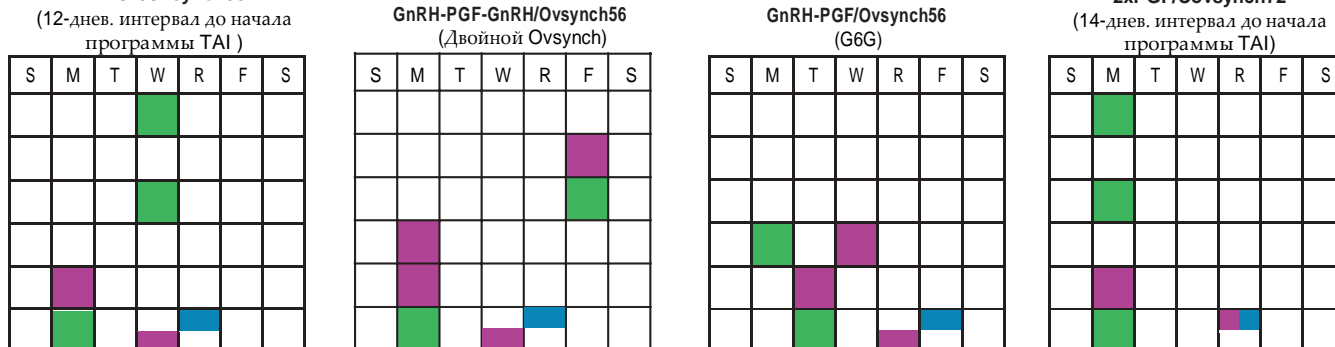 (12-днев. интервал до начала
программы TAI )
S M T W R F S
GnRH-PGF-GnRH/Ovsynch56
(Двойной Ovsynch)
S M T W R F S
GnRH-PGF/Ovsynch56
(G6G)
S M T W R F S
(14-днев. интервал до начала
программы TAI)
S M T W R F S